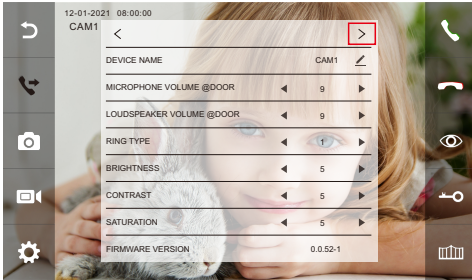 12-01-2021 08:00:00
CAM1
DEVICE NAME CAM1
MICROPHONE VOLUME @DOOR 9
LOUDSPEAKER VOLUME @DOOR 9
RING TYPE 1
BRIGHTNESS 5
CONTRAST 5
SATURATION 5
FIRMWARE VERSION 0.0.52-1